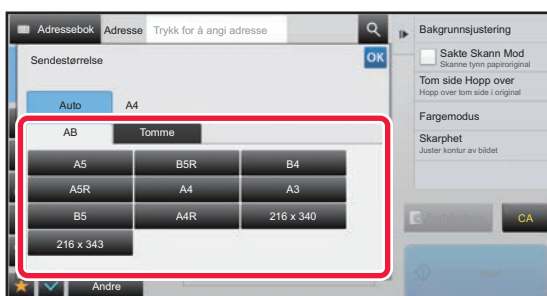 Adressebok Adresse Trykk for å angi adresse
Sendestørrelse
OK
Auto A4
AB Tomme
A5 B5R B4
A5R A4 A3
B5 A4R 216 x 340
216 x 343
Andre
Bakgrunnsjustering
Sakte Skann Mod
Skanne tynn papiroriginal
Tom side Hopp over
Hopp over tom side i original
Fargemodus
Skarphet
Juster kontur av bildet
CA
Start